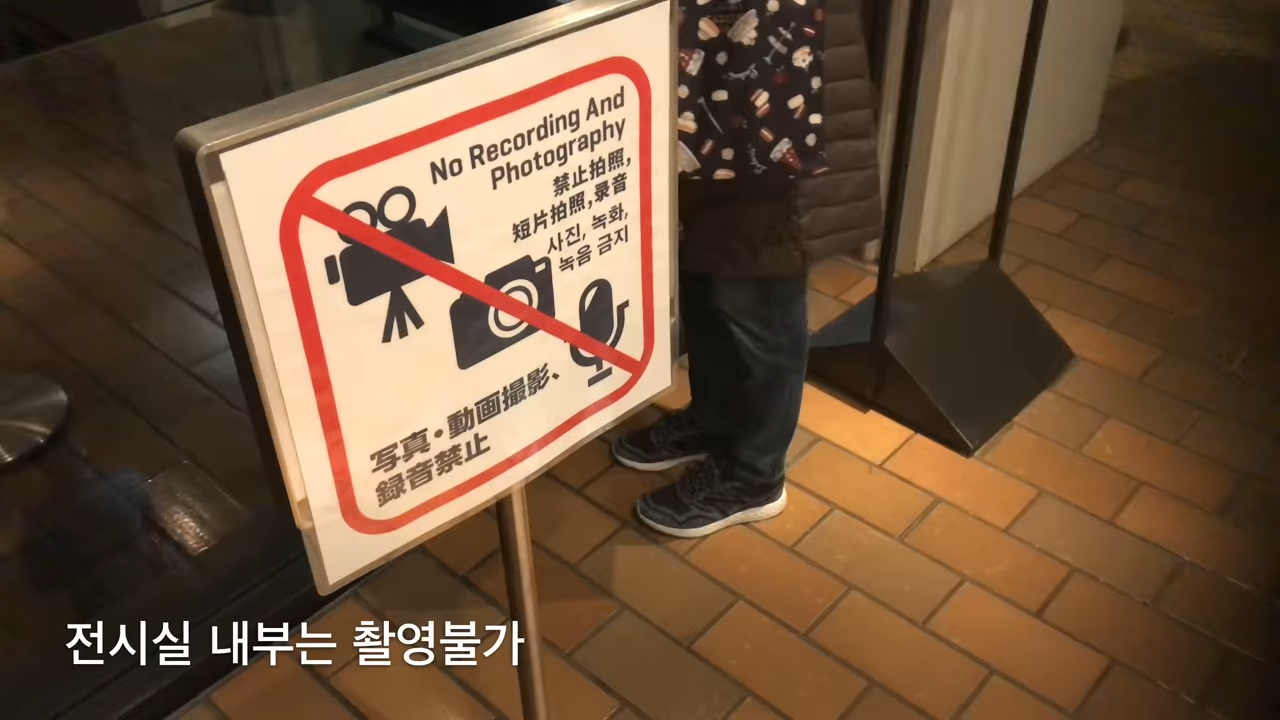 No Recording And
Photography
禁止拍照,
短片拍照,录音
사진, 녹화,
녹음 금지
写真・動画撮影、
録音禁止
전시실 내부는 촬영불가